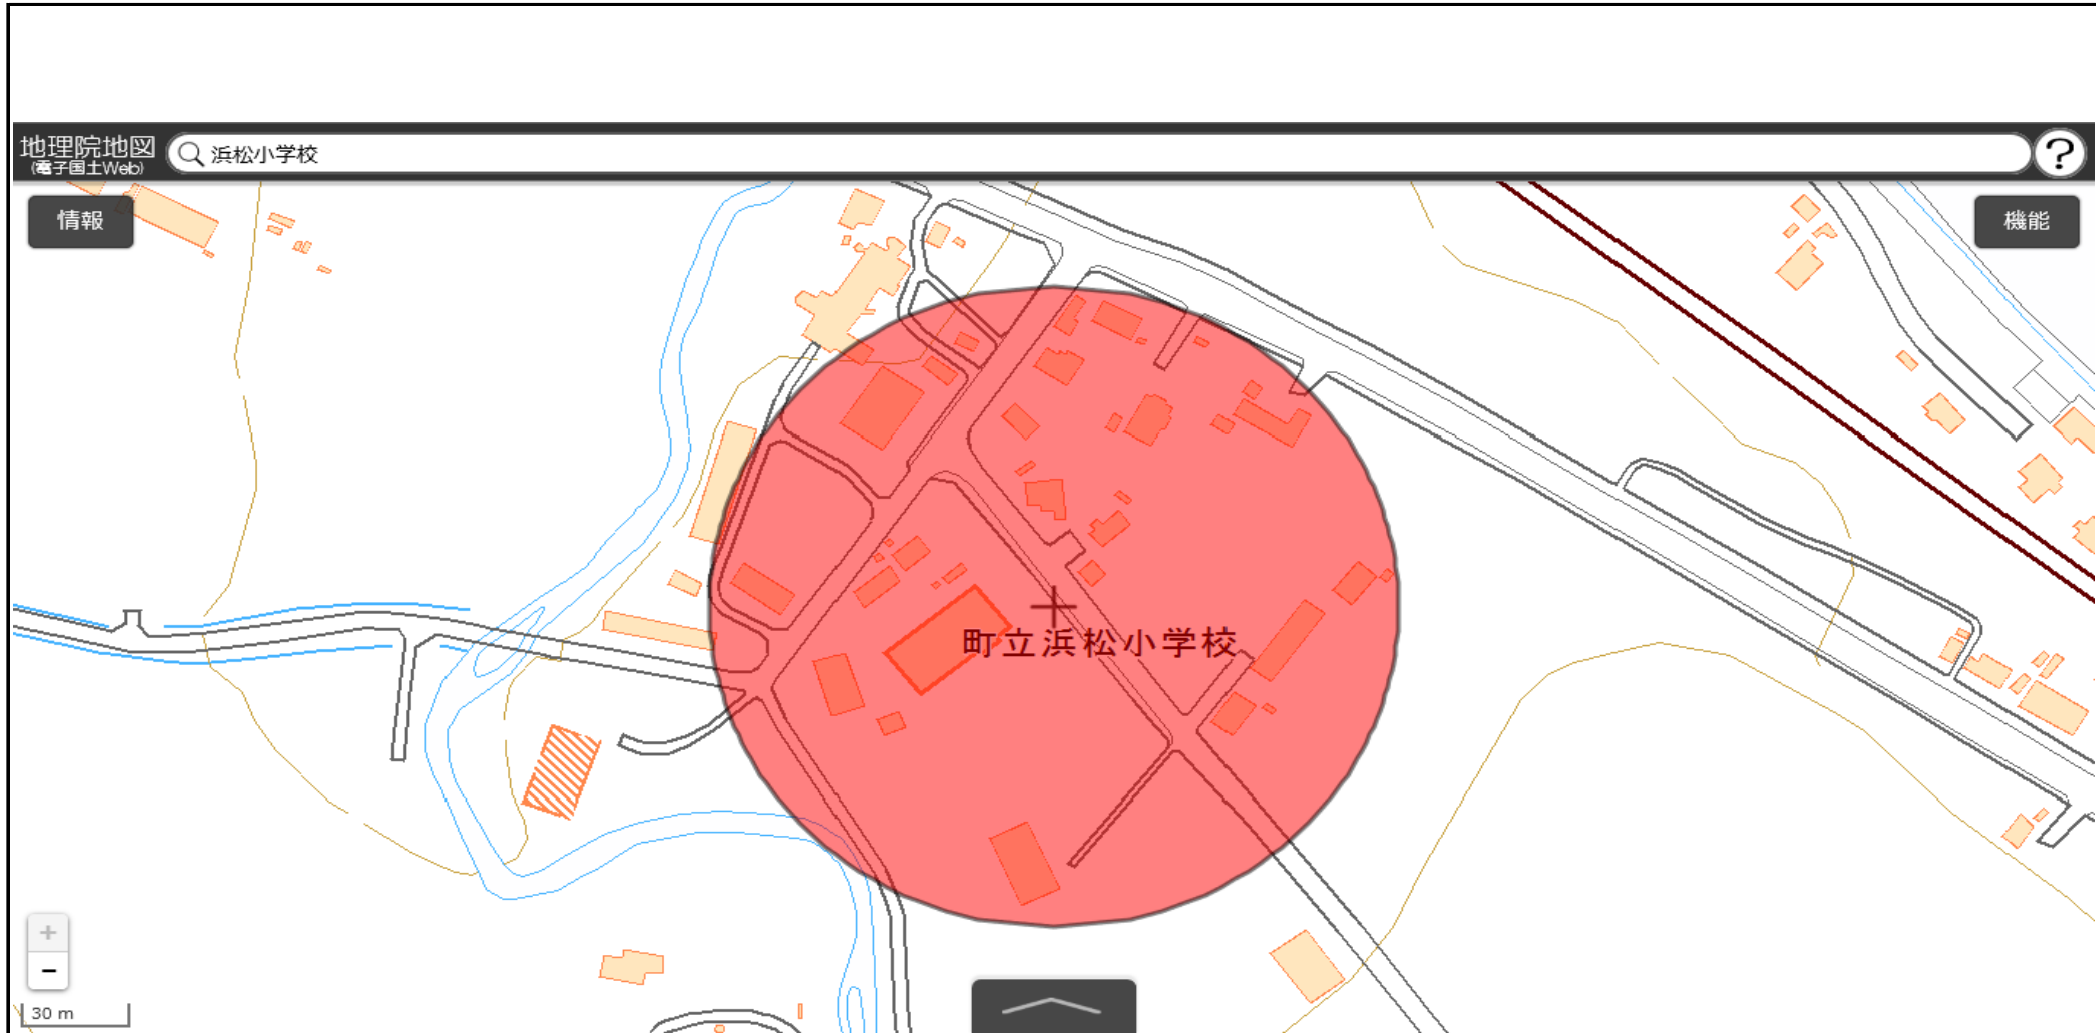 地理院地図
(電子国土Web)
浜松小学校
?
情報
機能
町立浜松小学校
+
−
30 m